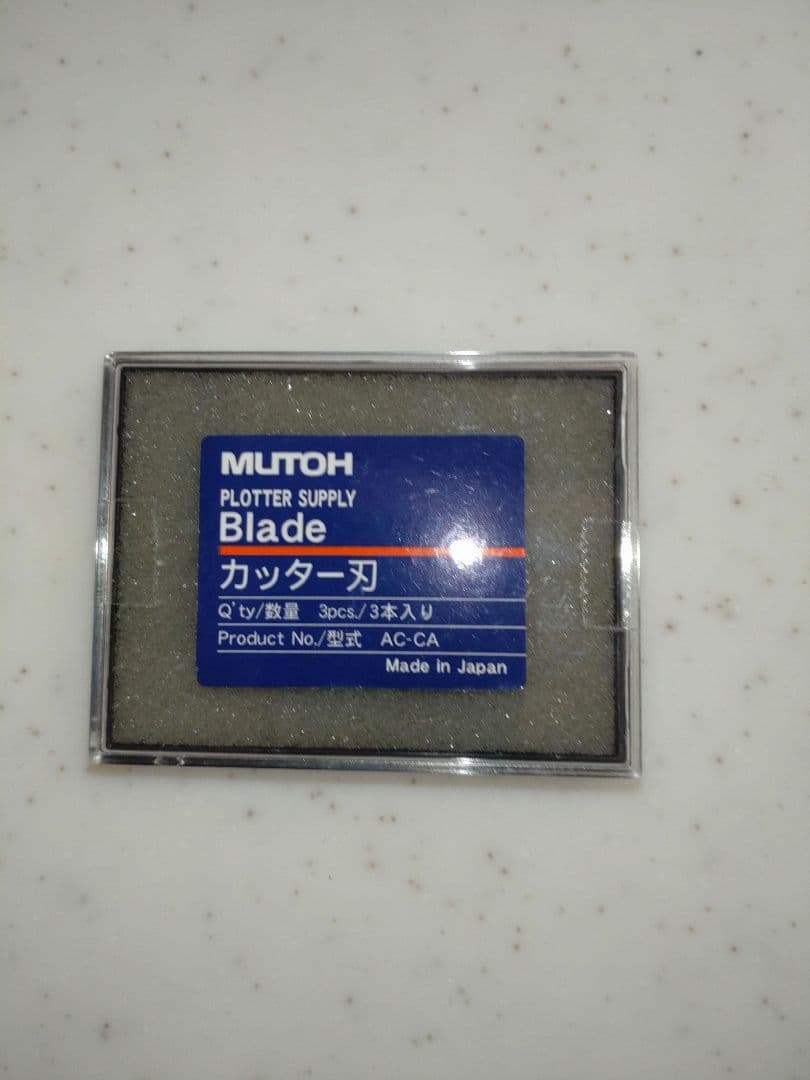 MUTOH
PLOTTER SUPPLY
Blade
カッター刃
Q'ty/数量 3pcs./3本入り
Product No./型式 AC-CA
Made in Japan